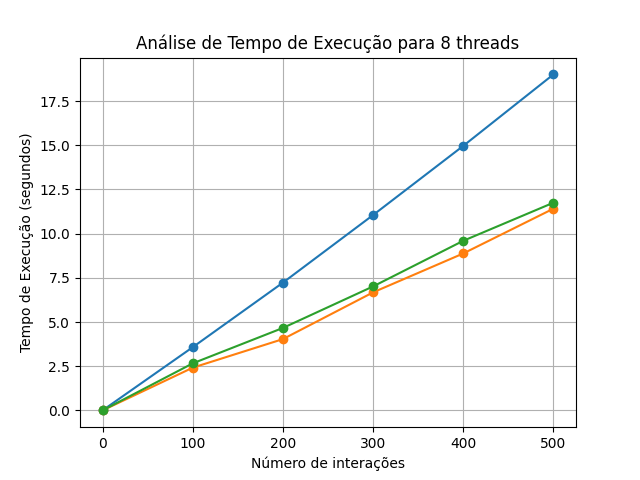 Análise de Tempo de Execução para 8 threads
Tempo de Execução (segundos)
17.5
15.0
12.5
10.0
7.5
5.0
2.5
0.0
0 100 200 300 400 500
Número de interações